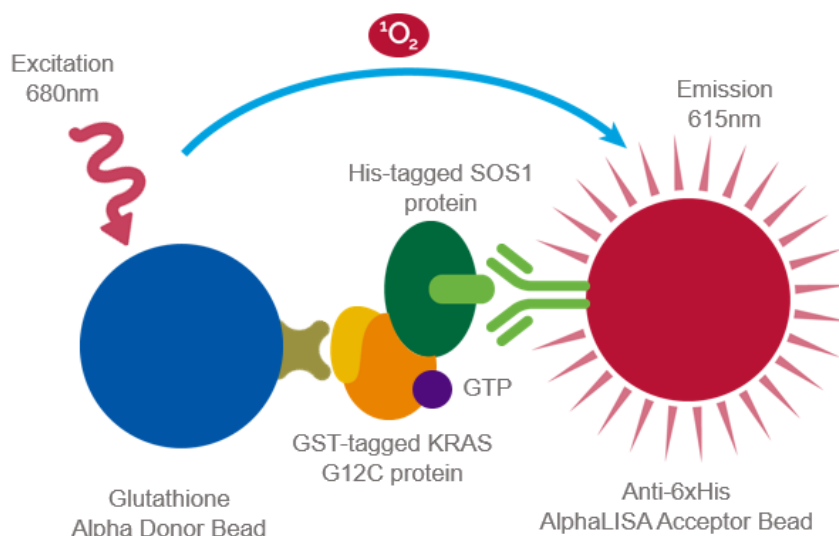 ¹O₂
Excitation
680nm
Emission
615nm
His-tagged SOS1
protein
GTP
GST-tagged KRAS
G12C protein
Glutathione
Alpha Donor Bead
Anti-6xHis
AlphaLISA Acceptor Bead